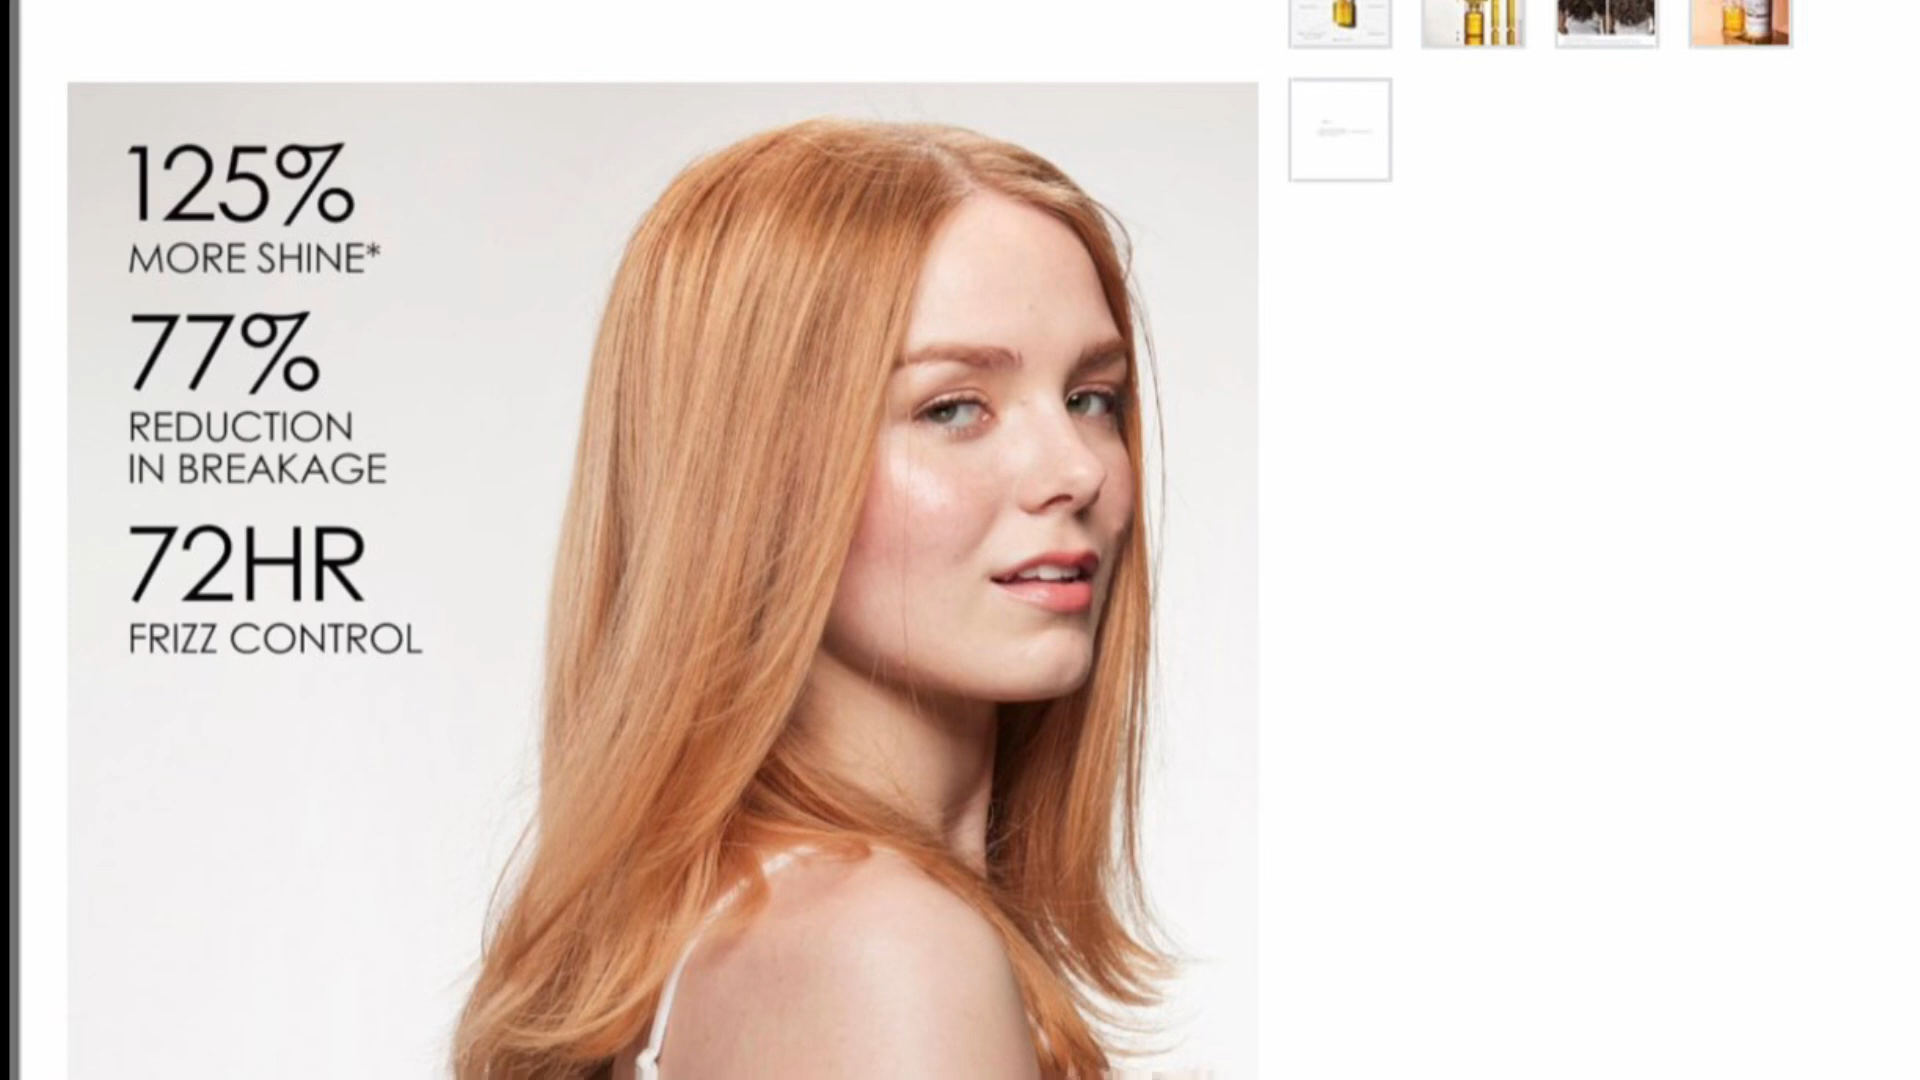 125%
MORE SHINE*
77%
REDUCTION
IN BREAKAGE
72HR
FRIZZ CONTROL